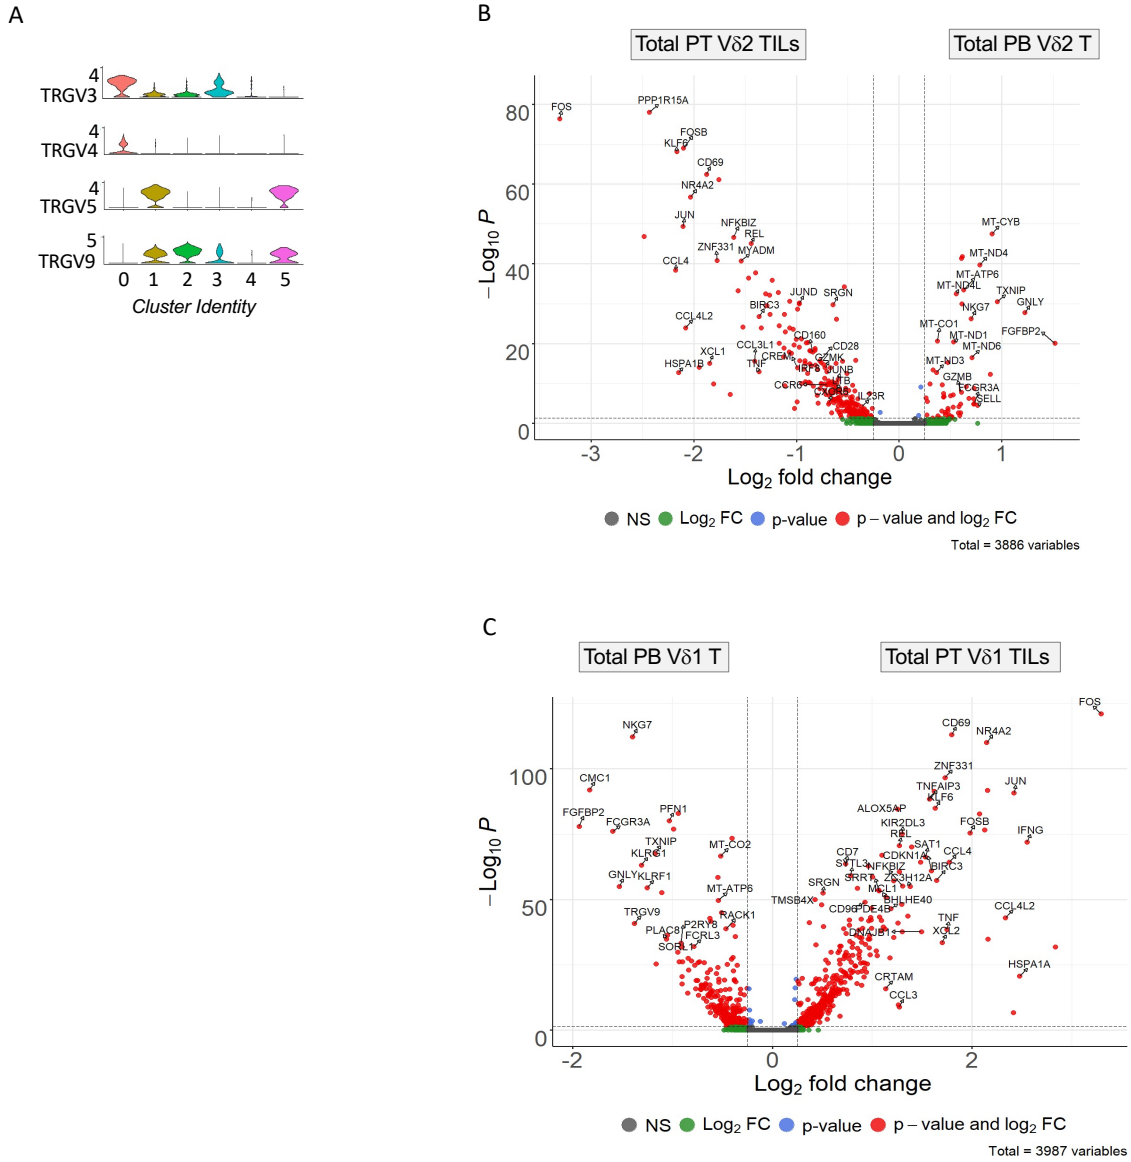 A
4
TRGV3
4
TRGV4
4
TRGV5
5
TRGV9
0 1 2 3 4 5
Cluster Identity
B
Total PT Vδ2 TILs
Total PB Vδ2 T
FOS
PPP1R15A
FOSB
KLF6
CD69
NR4A2
JUN
NFKBIZ
REL
ZNF331
MYADM
CCL4
JUND
SRGN
BIRC3
CCL4L2
CD160
CCL3L1
CREM
CD28
GZMK
XCL1
HSPA1B
TNF
IRF8
JUNB
CCR6
LTB
CXCR6
IL23R
MT-CYB
MT-ND4
MT-ATP6
MT-ND4L
TXNIP
NKG7
GNLY
MT-CO1
MT-ND1
FGFBP2
MT-ND6
MT-ND3
GZMB
FCGR3A
SELL
80
60
40
20
0
− Log10 P
-3 -2 -1 0 1
Log2 fold change
NS Log2 FC p-value p − value and log2 FC
Total = 3886 variables
C
Total PB Vδ1 T
Total PT Vδ1 TILs
NKG7
CMC1
FGFBP2
FCGR3A
PFN1
TXNIP
KLRG1
MT-CO2
GNLY
KLRF1
MT-ATP6
TRGV9
RACK1
P2RY8
PLAC8
FCRL3
SORL1
FOS
CD69
NR4A2
ZNF331
TNFAIP3
KLF6
JUN
ALOX5AP
KIR2DL3
REL
FOSB
IFNG
SAT1
CD7
CDKN1A
CCL4
SYTL3
NFKBIZ
BIRC3
SRGN
SRRT
ZC3H12A
MCL1
TMSB4X
BHLHE40
CD96
PDE4B
CCL4L2
TNF
DNAJB1
XCL2
HSPA1A
CRTAM
CCL3
100
50
0
− Log10 P
-2 0 2
Log2 fold change
NS Log2 FC p-value p − value and log2 FC
Total = 3987 variables